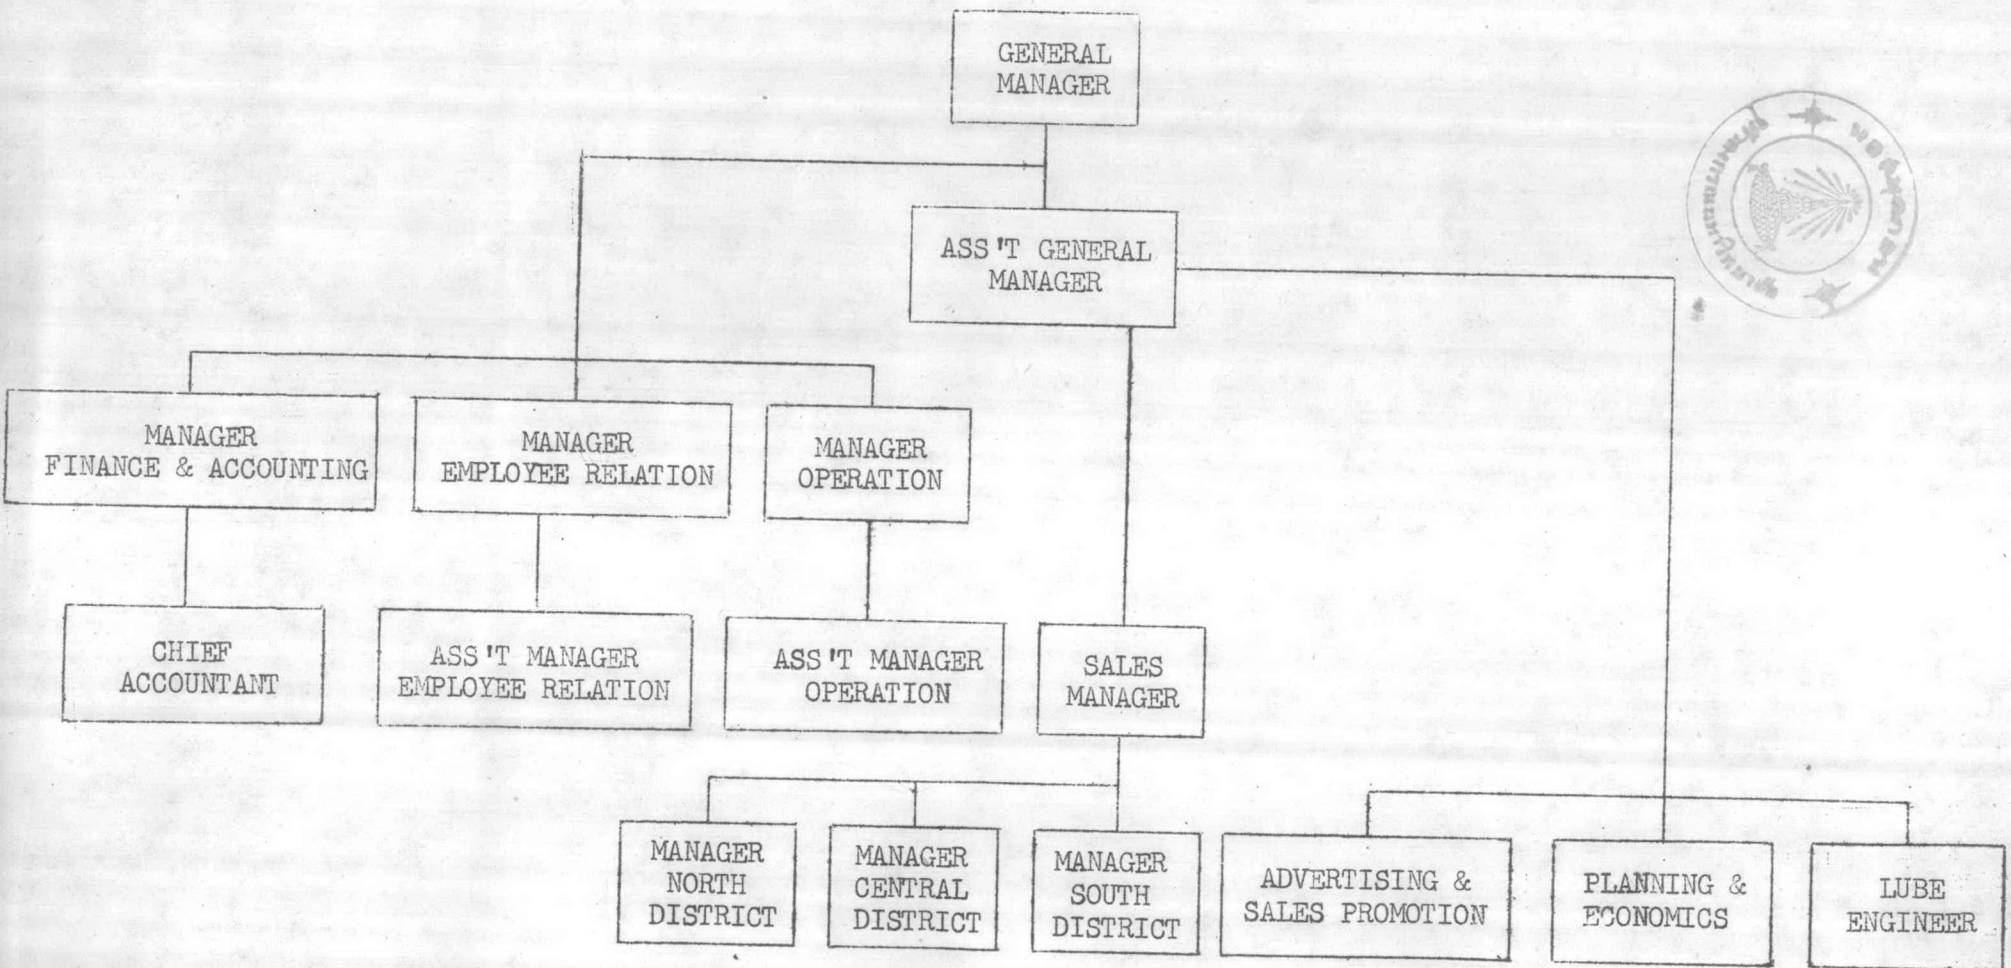 GENERAL
MANAGER
ASS'T GENERAL
MANAGER
MANAGER
FINANCE & ACCOUNTING
MANAGER
EMPLOYEE RELATION
MANAGER
OPERATION
CHIEF
ACCOUNTANT
ASS'T MANAGER
EMPLOYEE RELATION
ASS'T MANAGER
OPERATION
SALES
MANAGER
MANAGER
NORTH
DISTRICT
MANAGER
CENTRAL
DISTRICT
MANAGER
SOUTH
DISTRICT
ADVERTISING &
SALES PROMOTION
PLANNING &
ECONOMICS
LUBE
ENGINEER